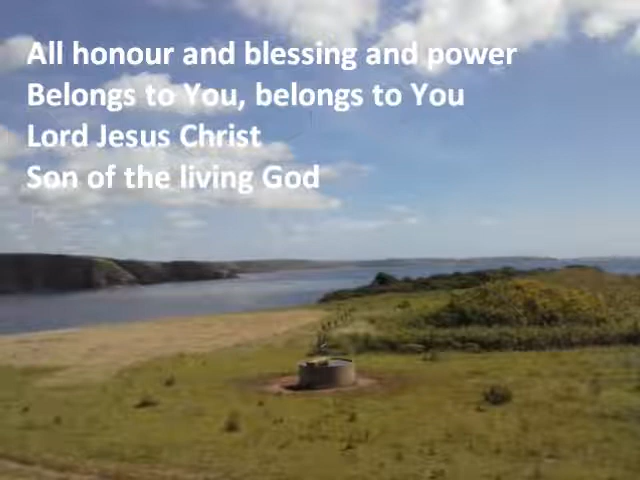 All honour and blessing and power
Belongs to You, belongs to You
Lord Jesus Christ
Son of the living God